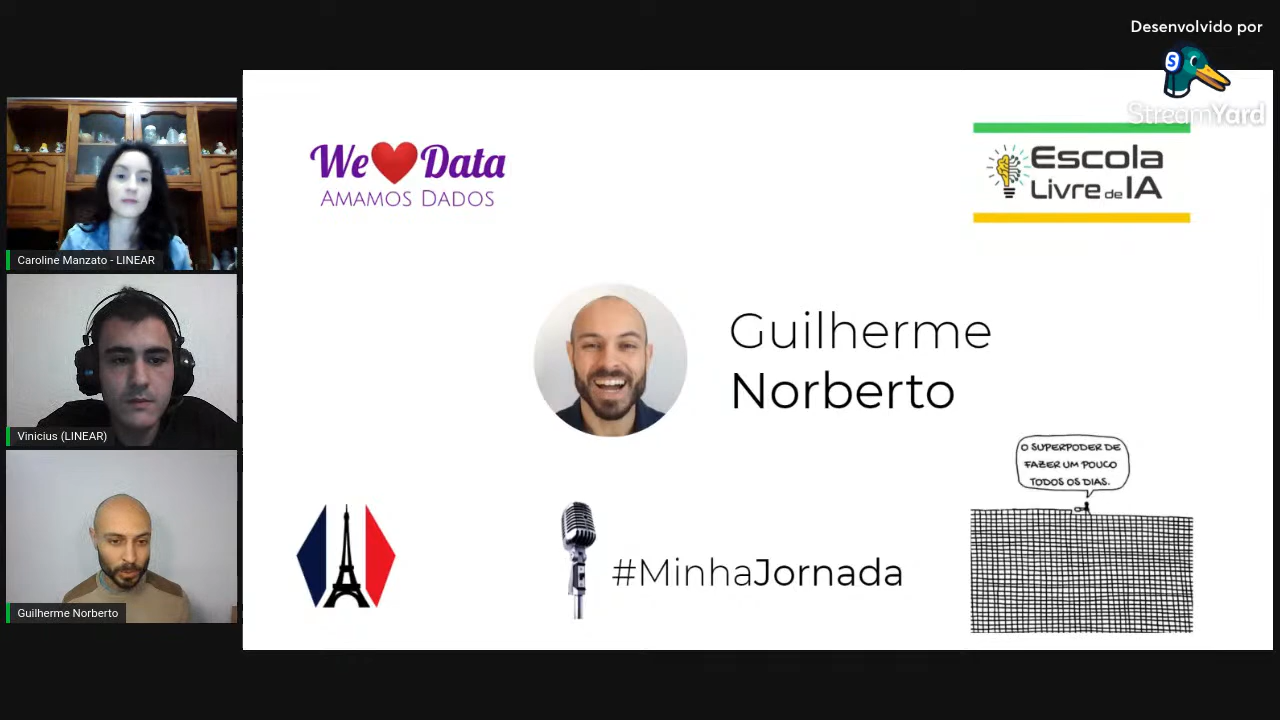 Desenvolvido por
StreamYard
We Data
AMAMOS DADOS
Escola
Livre de IA
Caroline Manzato - LINEAR
Vinicius (LINEAR)
Guilherme Norberto
Guilherme
Norberto
O SUPERPODER DE
FAZER UM POUCO
TODOS OS DIAS.
#MinhaJornada